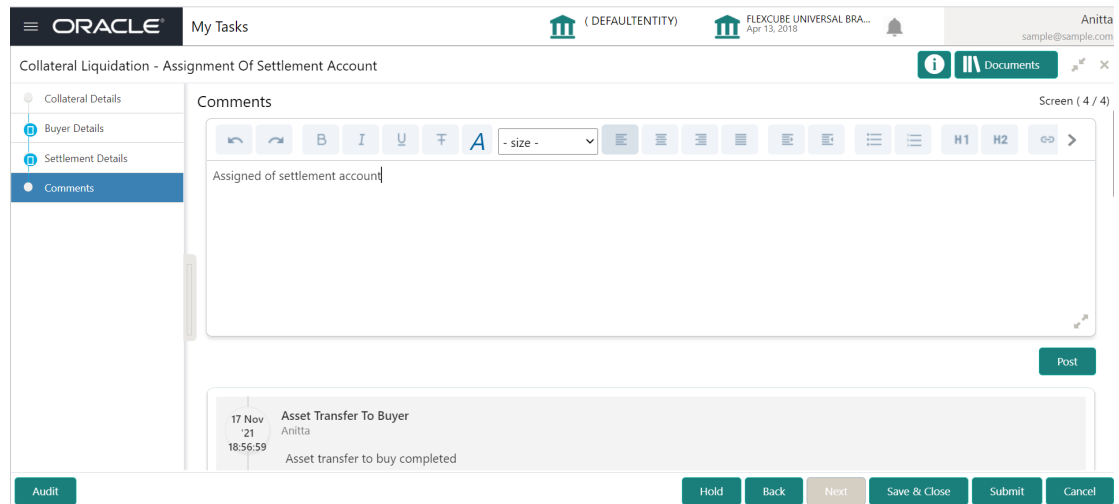 ORACLE®
My Tasks
( DEFAULTENTITY)
FLEXCUBE UNIVERSAL BRA...
Apr 13, 2018
Anitta
sample@sample.com
Collateral Liquidation - Assignment Of Settlement Account
Documents
Collateral Details
Buyer Details
Settlement Details
Comments
Comments
Screen ( 4 / 4)
B I U T A - size - H1 H2
Assigned of settlement account
Post
17 Nov
'21
18:56:59
Asset Transfer To Buyer
Anitta
Asset transfer to buy completed
Audit
Hold
Back
Next
Save & Close
Submit
Cancel